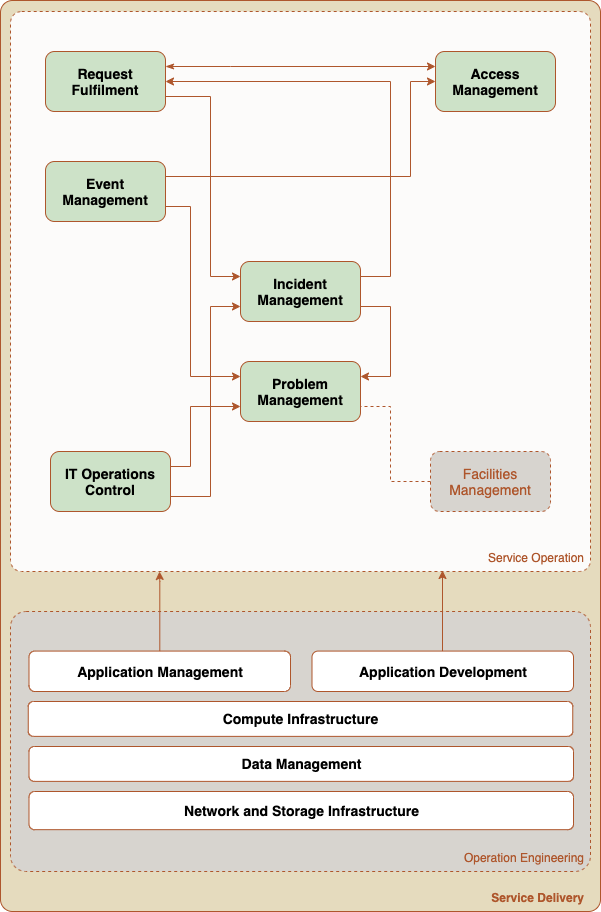 Request
Fulfilment
Access
Management
Event
Management
Incident
Management
Problem
Management
IT Operations
Control
Facilities
Management
Service Operation
Application Management
Application Development
Compute Infrastructure
Data Management
Network and Storage Infrastructure
Operation Engineering
Service Delivery